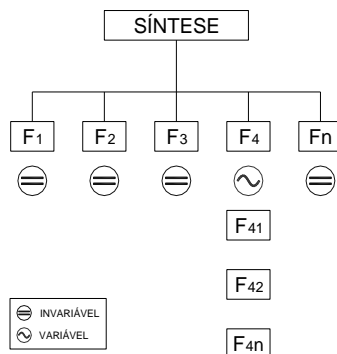 SÍNTESE
F1 F2 F3 F4 Fn
F41
F42
F4n
INVARIÁVEL
VARIÁVEL